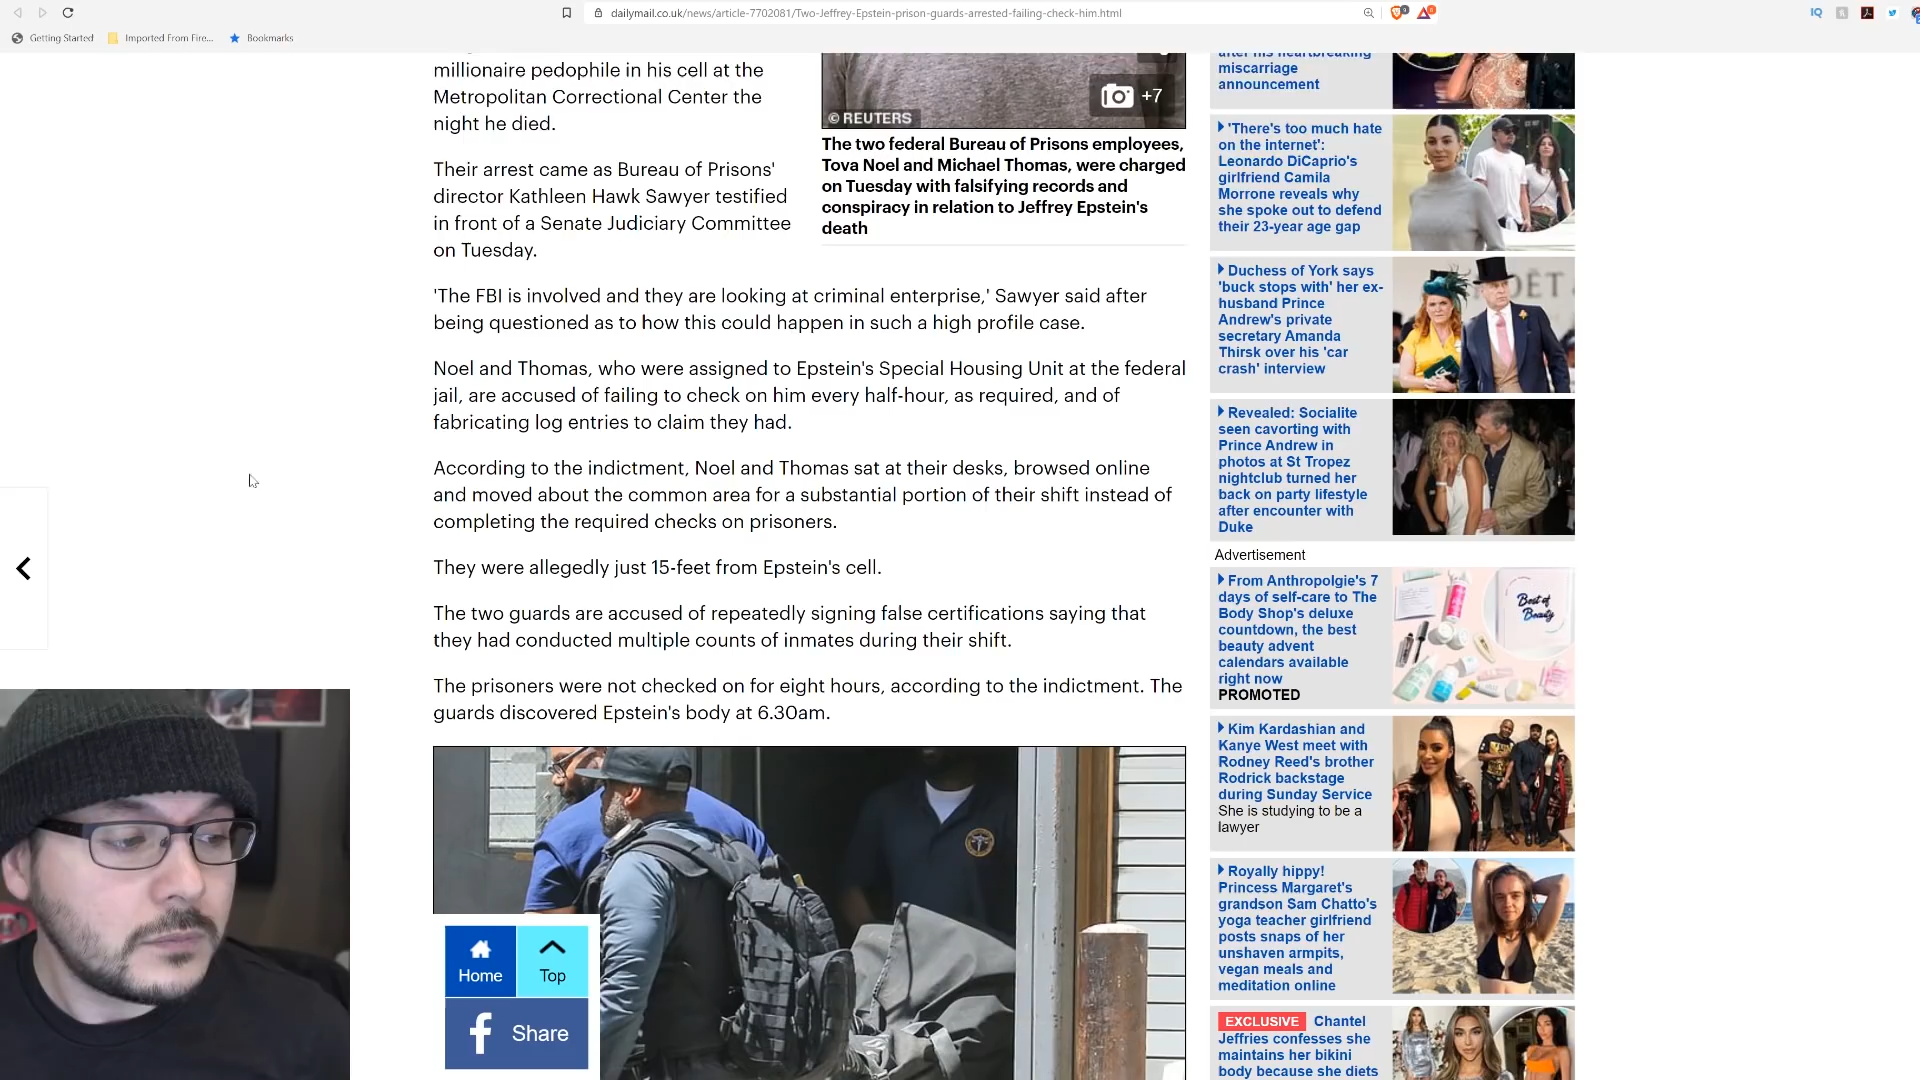 dailymail.co.uk/news/article-7702081/Two-Jeffrey-Epstein-prison-guards-arrested-failing-check-him.html
IQ
Getting Started
Imported From Fire...
Bookmarks
millionaire pedophile in his cell at the
Metropolitan Correctional Center the
night he died.
Their arrest came as Bureau of Prisons'
director Kathleen Hawk Sawyer testified
in front of a Senate Judiciary Committee
on Tuesday.
+7
© REUTERS
The two federal Bureau of Prisons employees,
Tova Noel and Michael Thomas, were charged
on Tuesday with falsifying records and
conspiracy in relation to Jeffrey Epstein's
death
'The FBI is involved and they are looking at criminal enterprise,' Sawyer said after
being questioned as to how this could happen in such a high profile case.
Noel and Thomas, who were assigned to Epstein's Special Housing Unit at the federal
jail, are accused of failing to check on him every half-hour, as required, and of
fabricating log entries to claim they had.
According to the indictment, Noel and Thomas sat at their desks, browsed online
and moved about the common area for a substantial portion of their shift instead of
completing the required checks on prisoners.
They were allegedly just 15-feet from Epstein's cell.
The two guards are accused of repeatedly signing false certifications saying that
they had conducted multiple counts of inmates during their shift.
The prisoners were not checked on for eight hours, according to the indictment. The
guards discovered Epstein's body at 6.30am.
Home
Top
Share
after his heartbreaking
miscarriage
announcement
'There's too much hate
on the internet':
Leonardo DiCaprio's
girlfriend Camila
Morrone reveals why
she spoke out to defend
their 23-year age gap
Duchess of York says
'buck stops with' her ex-
husband Prince
Andrew's private
secretary Amanda
Thirsk over his 'car
crash' interview
Revealed: Socialite
seen cavorting with
Prince Andrew in
photos at St Tropez
nightclub turned her
back on party lifestyle
after encounter with
Duke
Advertisement
From Anthropolgie's 7
days of self-care to The
Body Shop's deluxe
countdown, the best
beauty advent
calendars available
right now
PROMOTED
Best of
Beauty
Kim Kardashian and
Kanye West meet with
Rodney Reed's brother
Rodrick backstage
during Sunday Service
She is studying to be a
lawyer
Royally hippy!
Princess Margaret's
grandson Sam Chatto's
yoga teacher girlfriend
posts snaps of her
unshaven armpits,
vegan meals and
meditation online
EXCLUSIVE Chantel
Jeffries confesses she
maintains her bikini
body because she diets